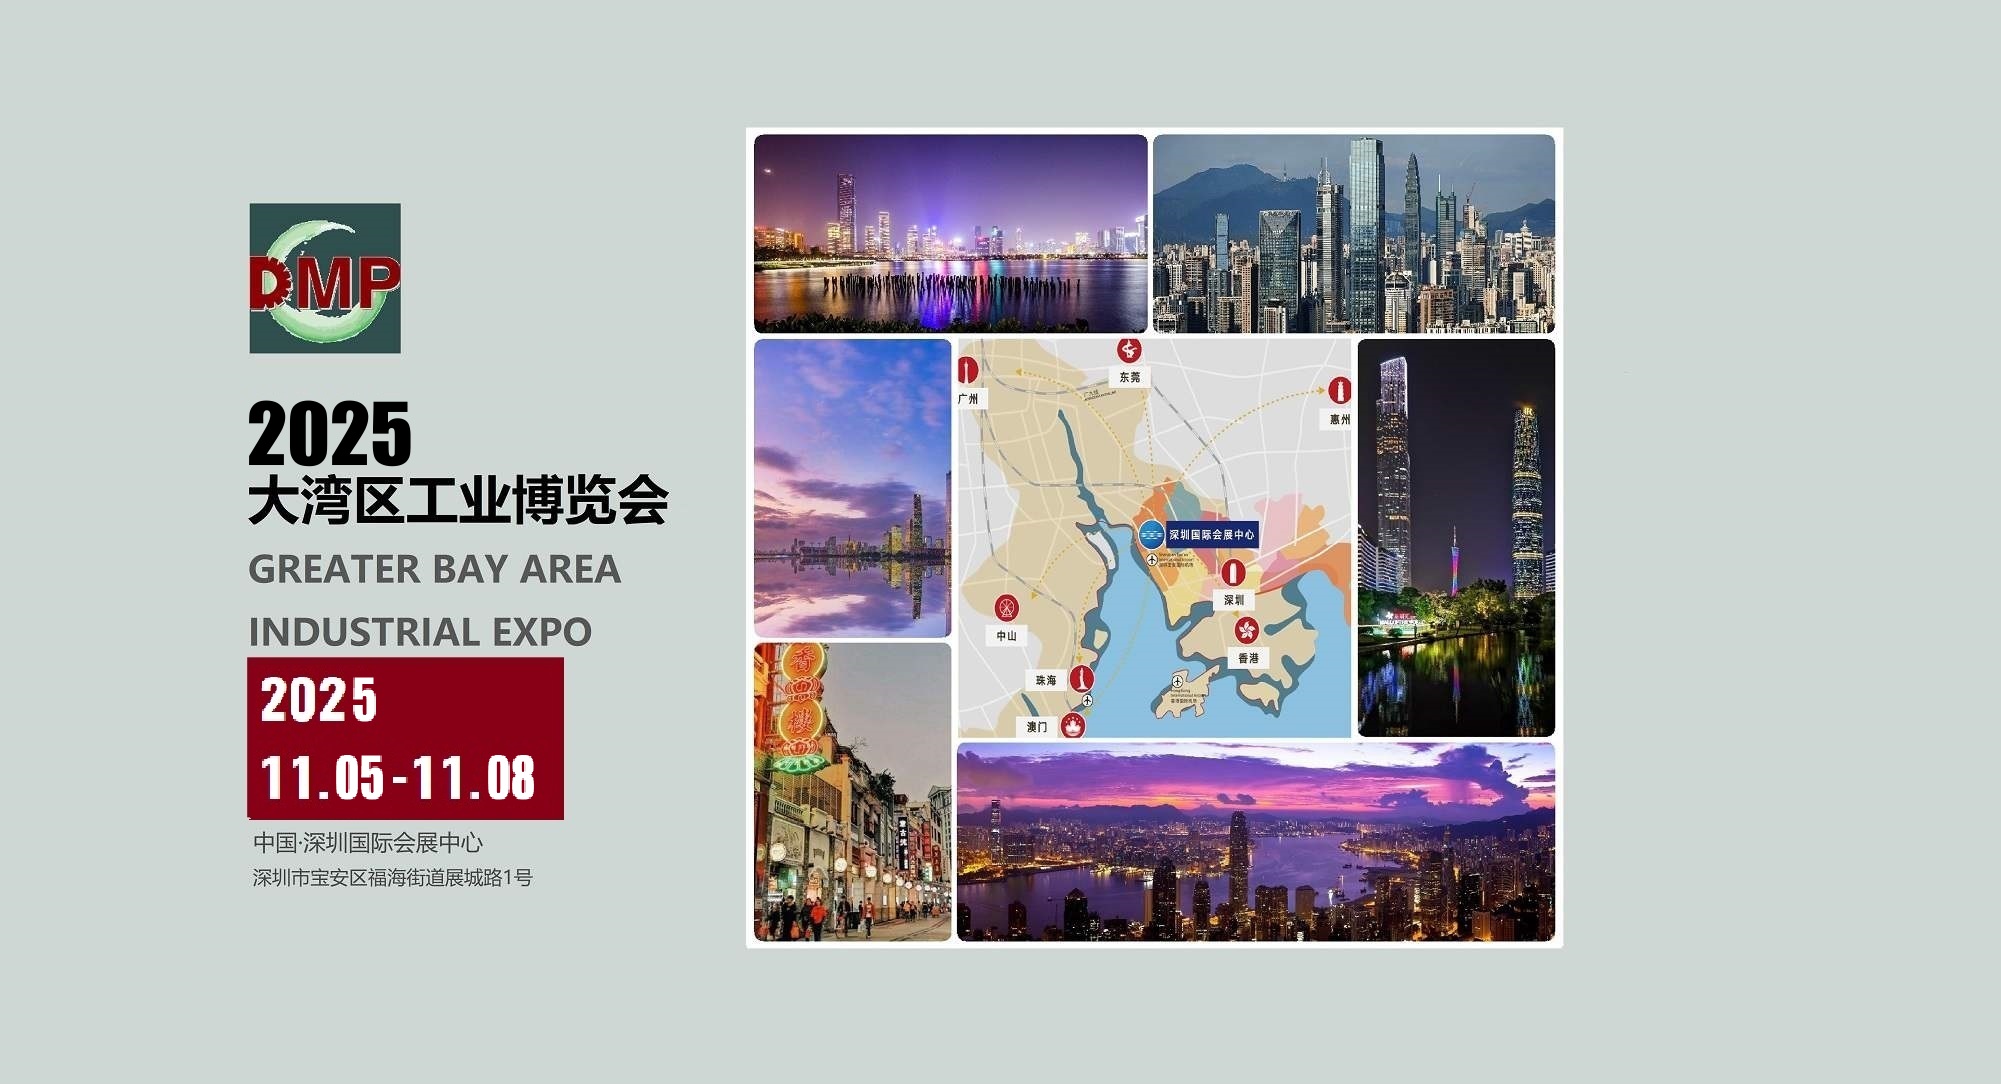 DMP
2025
大湾区工业博览会
GREATER BAY AREA
INDUSTRIAL EXPO
2025
11.05-11.08
中国·深圳国际会展中心
深圳市宝安区福海街道展城路1号
东莞
广州
惠州
深圳国际会展中心
深圳
中山
香港
珠海
澳门